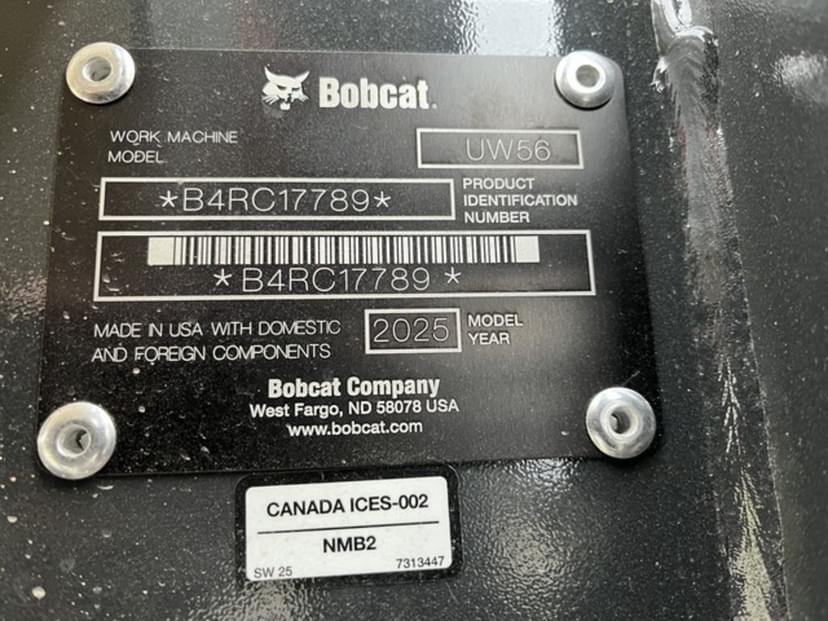 Bobcat.
WORK MACHINE
MODEL
UW56
*B4RC17789*
PRODUCT
IDENTIFICATION
NUMBER
*B4RC17789 *
MADE IN USA WITH DOMESTIC
AND FOREIGN COMPONENTS
2025
MODEL
YEAR
Bobcat Company
West Fargo, ND 58078 USA
www.bobcat.com
CANADA ICES-002
NMB2
SW 25
7313447